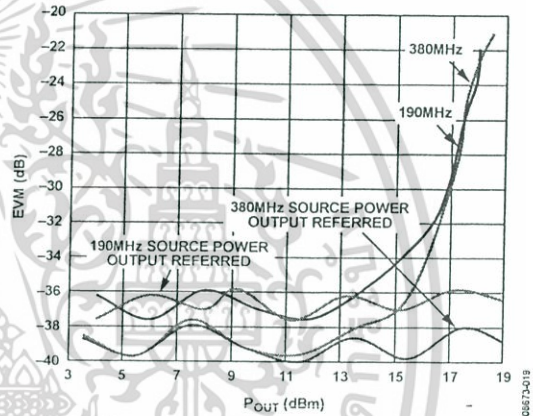 –20
–22
–24
–26
–28
–30
–32
–34
–36
–38
–40
EVM (dB)
380MHz
190MHz
380MHz SOURCE POWER
OUTPUT REFERRED
190MHz SOURCE POWER
OUTPUT REFERRED
3 5 7 9 11 13 15 17 19
POUT (dBm)
08673-019